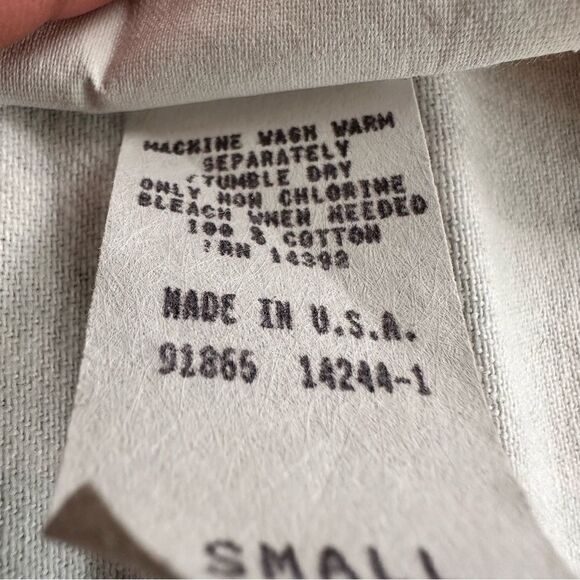 MACHINE WASH WARM
SEPARATELY
TUMBLE DRY
ONLY NON CHLORINE
BLEACH WHEN NEEDED
100 % COTTON
RN 14392
MADE IN U.S.A.
91865 14244-1
SMALL